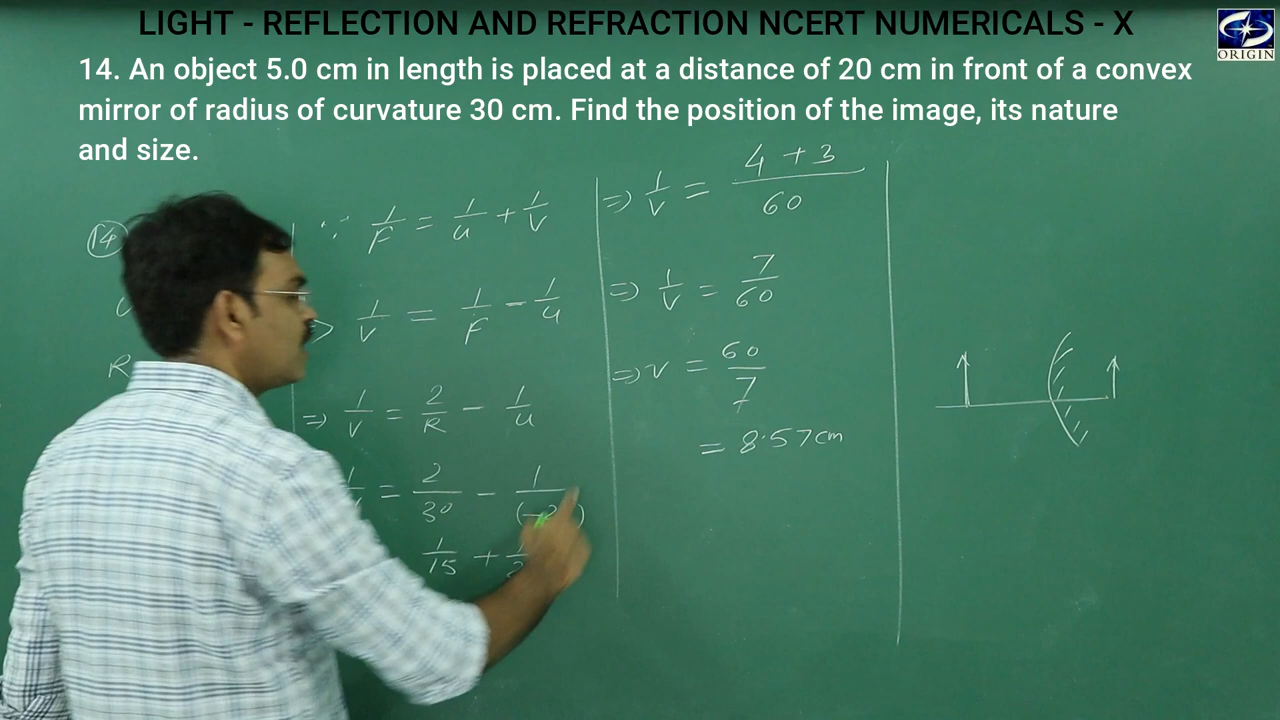 LIGHT - REFLECTION AND REFRACTION NCERT NUMERICALS - X
ORIGIN
14. An object 5.0 cm in length is placed at a distance of 20 cm in front of a convex
mirror of radius of curvature 30 cm. Find the position of the image, its nature
and size.
14
R
∵ 1/F = 1/u + 1/v
> 1/v = 1/F - 1/u
⇒ 1/v = 2/R - 1/u
= 2/30 - 1/
1/15 +
⇒ 1/v = 4 + 3 / 60
⇒ 1/v = 7/60
⇒ v = 60/7
= 8.57 cm